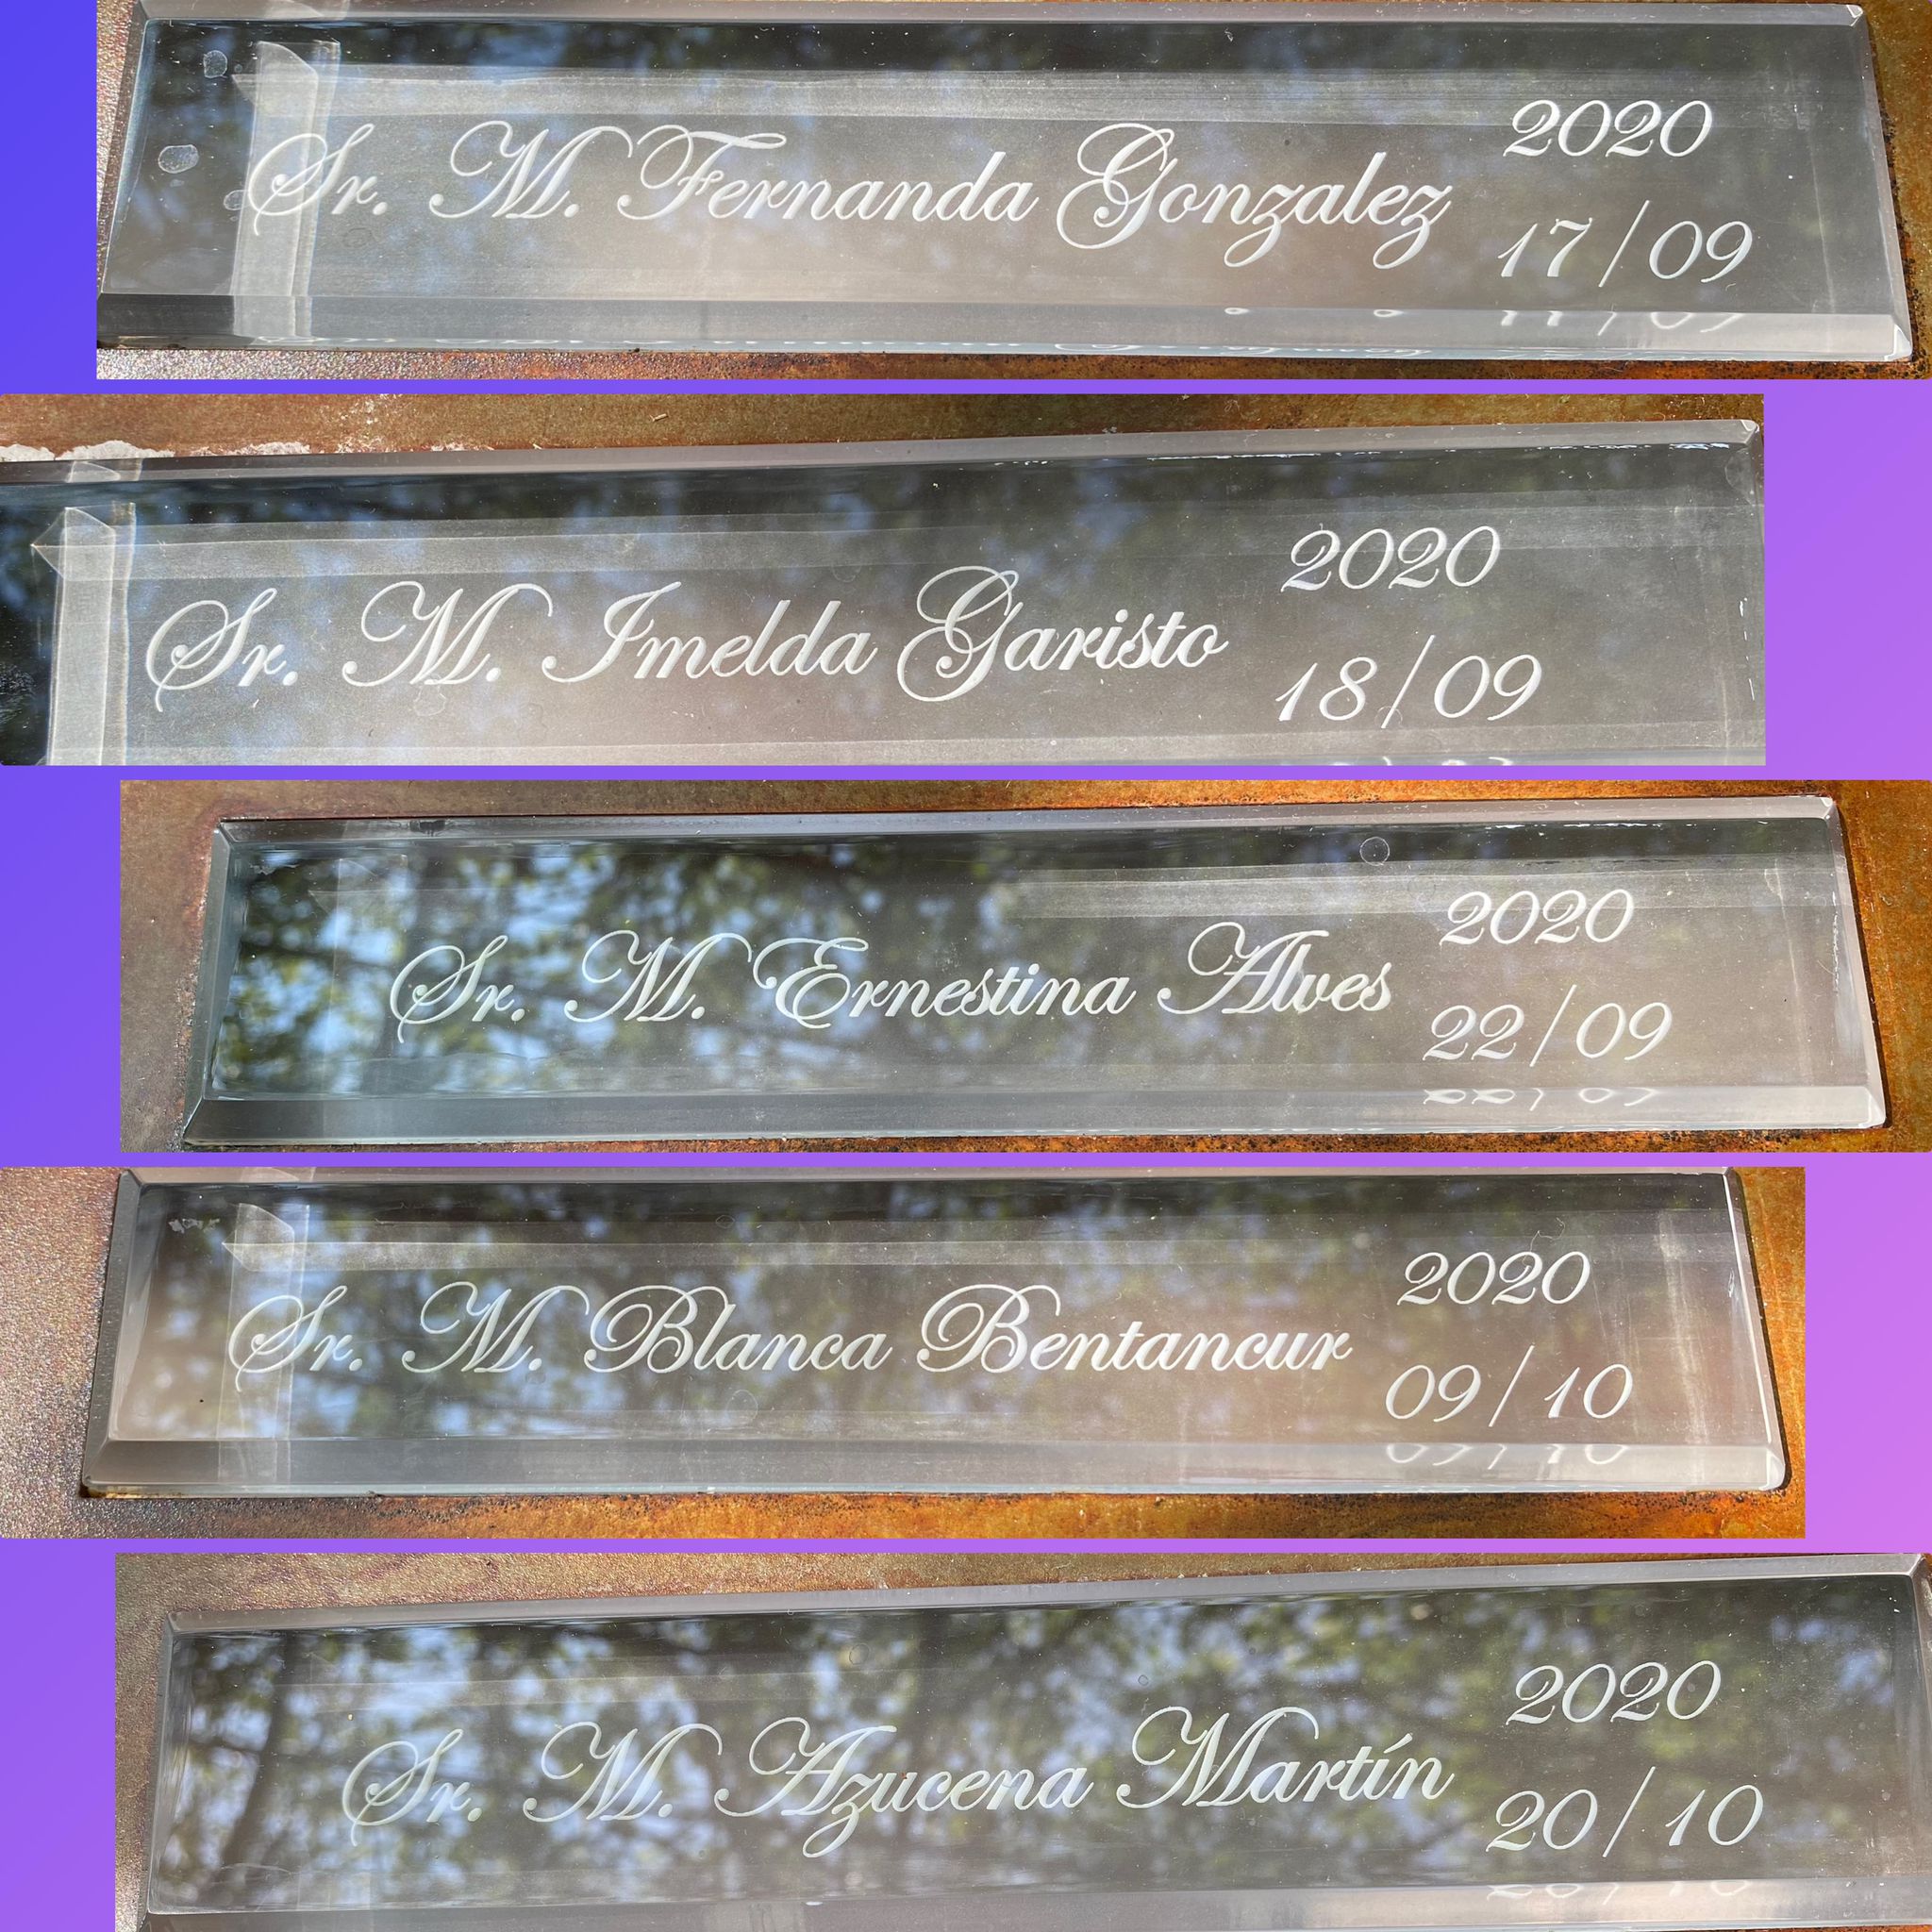 Sr. M. Fernanda Gonzalez
2020
17/09
Sr. M. Imelda Garisto
2020
18/09
Sr. M. Ernestina Alves
2020
22/09
Sr. M. Blanca Bentancur
2020
09/10
Sr. M. Azucena Martín
2020
20/10